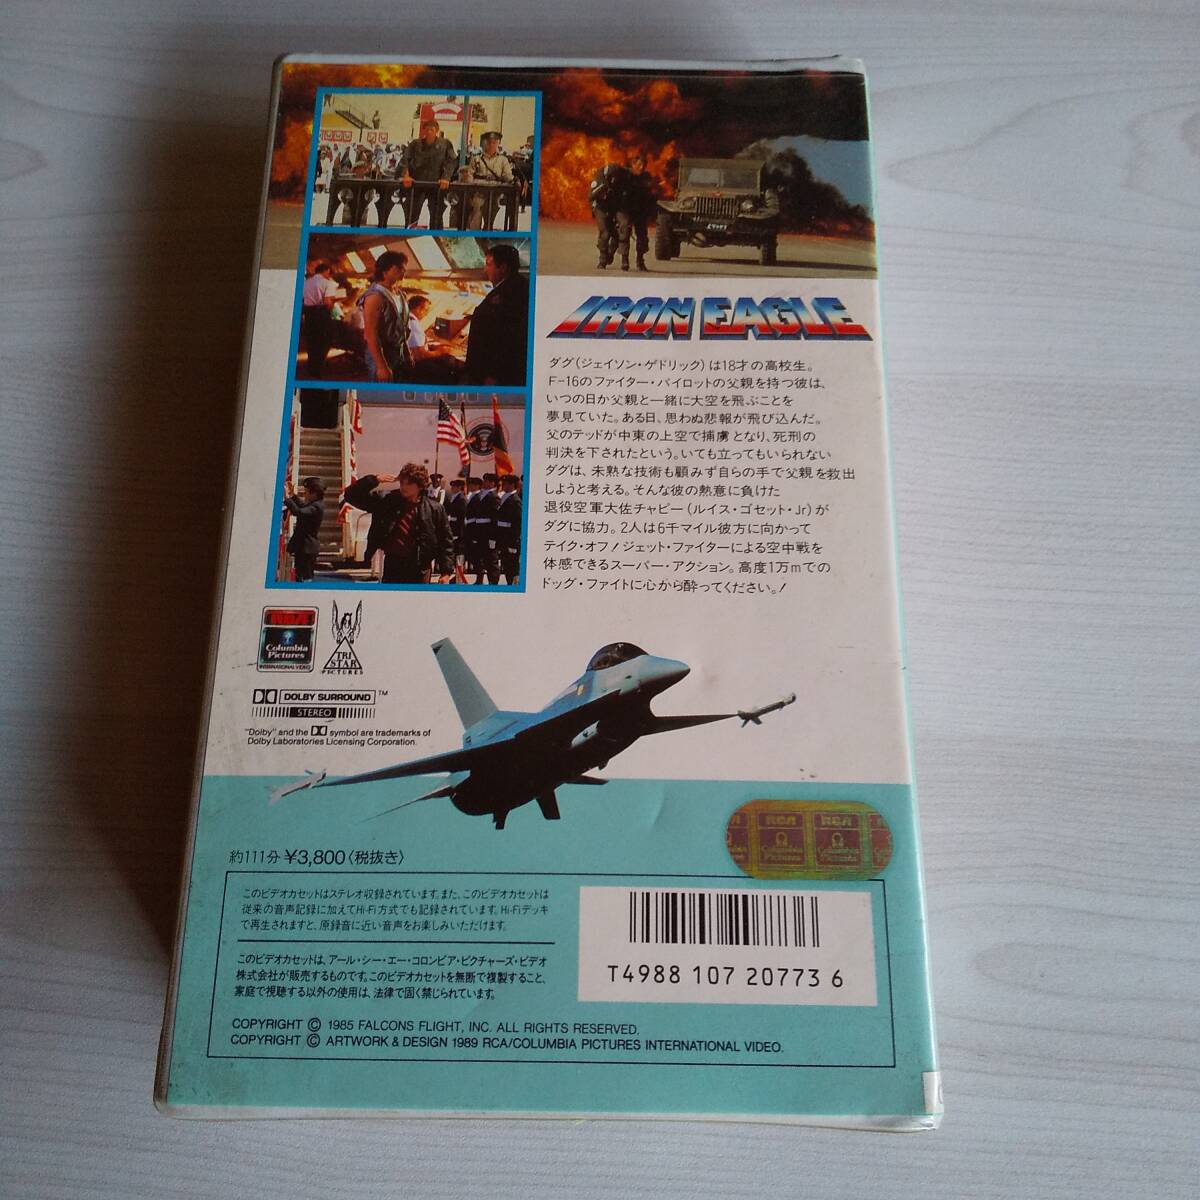 IRON EAGLE
ダグ(ジェイソン・ゲドリック)は18才の高校生。
F-16のファイター・パイロットの父親を持つ彼は、
いつの日か父親と一緒に大空を飛ぶことを
夢見ていた。ある日、思わぬ悲報が飛び込んだ。
父のテッドが中東の上空で捕虜となり、死刑の
判決を下されたという。いても立ってもいられない
ダグは、未熟な技術も顧みず自らの手で父親を救出
しようと考える。そんな彼の熱意に負けた
退役空軍大佐チャピー(ルイス・ゴセット・Jr)が
ダグに協力。2人は6千マイル彼方に向かって
テイク・オフ!ジェット・ファイターによる空中戦を
体感できるスーパー・アクション。高度1万mでの
ドッグ・ファイトに心から酔ってください。!
RCA
Columbia
Pictures
INTERNATIONAL VIDEO
TRI
STAR
PICTURES
DOLBY SURROUND™
STEREO
"Dolby" and the symbol are trademarks of
Dolby Laboratories Licensing Corporation.
RCA
Columbia
Pictures
RCA
Columbia
Pictures
約111分 ¥3,800〈税抜き〉
このビデオカセットはステレオ収録されています。また、このビデオカセットは
従来の音声記録に加えてHi-Fi方式でも記録されています。Hi-Fiデッキ
で再生されますと、原録音に近い音声をお楽しみいただけます。
このビデオカセットは、アール・シー・エー・コロンビア・ピクチャーズ・ビデオ
株式会社が販売するものです。このビデオカセットを無断で複製すること、
家庭で視聴する以外の使用は、法律で固く禁じられています。
T4988 107 20773 6
COPYRIGHT © 1985 FALCONS FLIGHT, INC. ALL RIGHTS RESERVED.
COPYRIGHT © ARTWORK & DESIGN 1989 RCA/COLUMBIA PICTURES INTERNATIONAL VIDEO.